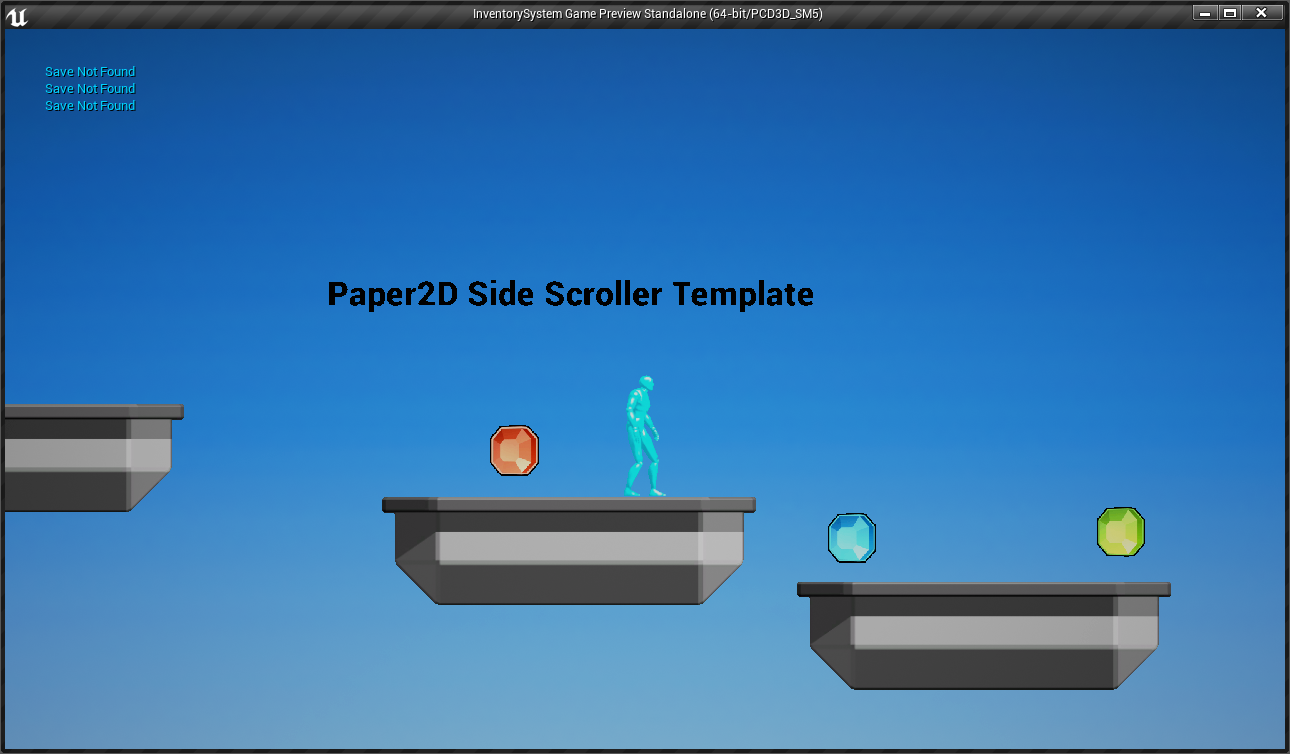 InventorySystem Game Preview Standalone (64-bit/PCD3D_SM5)
Save Not Found
Save Not Found
Save Not Found
Paper2D Side Scroller Template